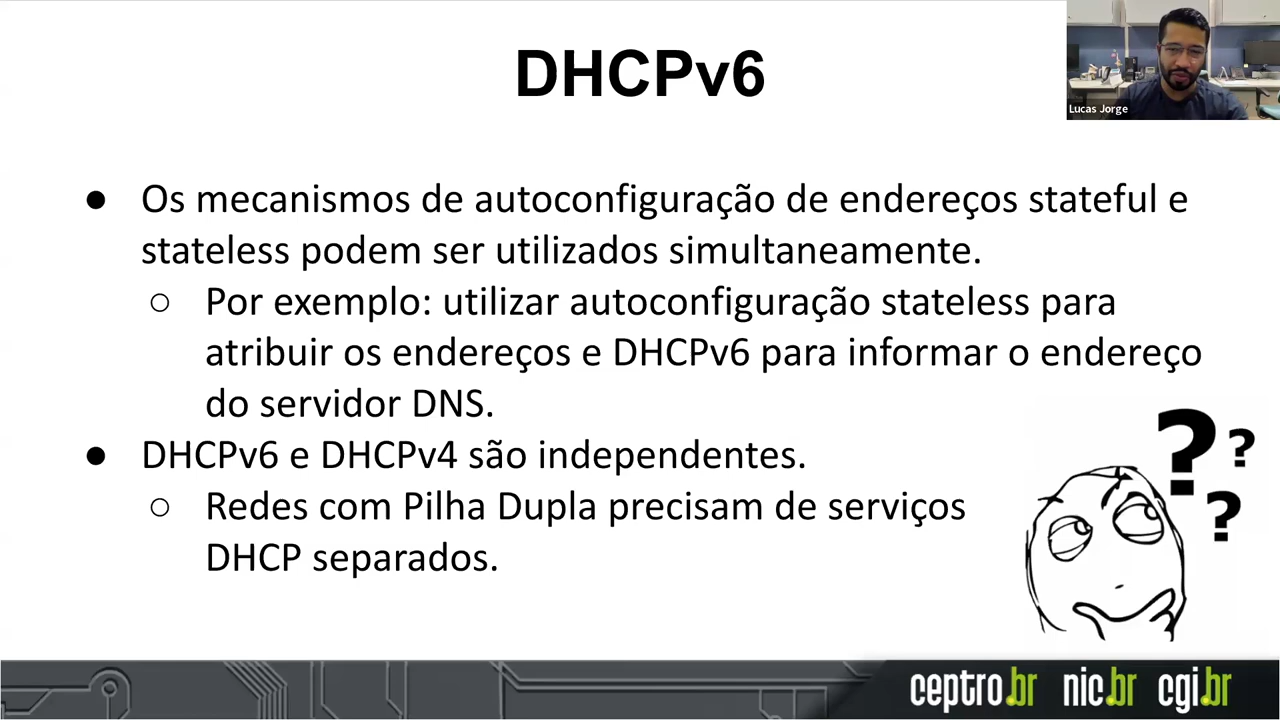 DHCPv6
Lucas Jorge
● Os mecanismos de autoconfiguração de endereços stateful e
stateless podem ser utilizados simultaneamente.
○ Por exemplo: utilizar autoconfiguração stateless para
atribuir os endereços e DHCPv6 para informar o endereço
do servidor DNS.
● DHCPv6 e DHCPv4 são independentes.
○ Redes com Pilha Dupla precisam de serviços
DHCP separados.
? ? ?
ceptro.br nic.br cgi.br